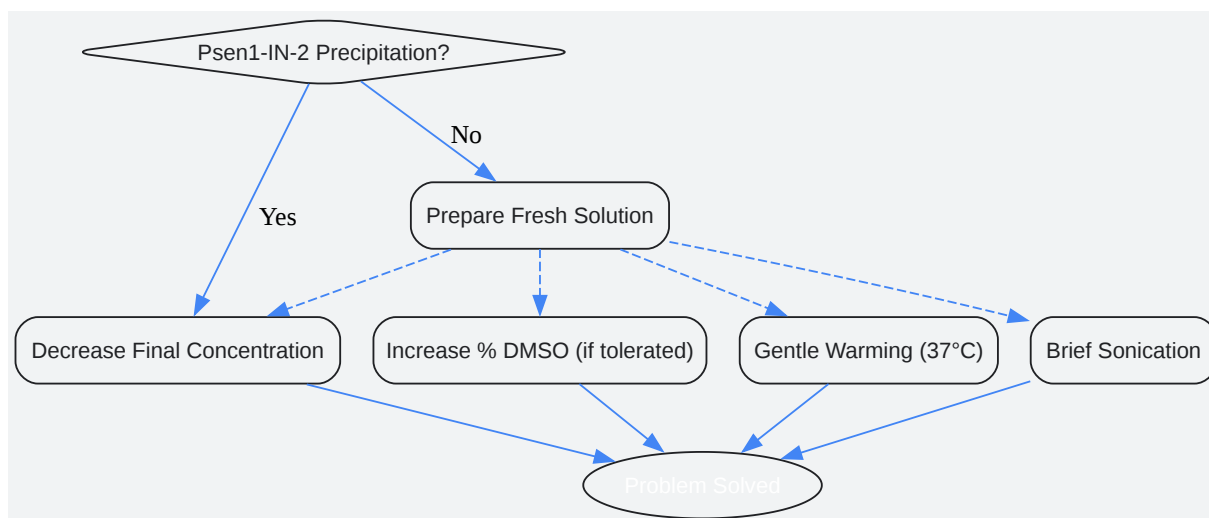 Psen1-IN-2 Precipitation?
No
Yes
Prepare Fresh Solution
Decrease Final Concentration
Increase % DMSO (if tolerated)
Gentle Warming (37°C)
Brief Sonication
Problem Solved